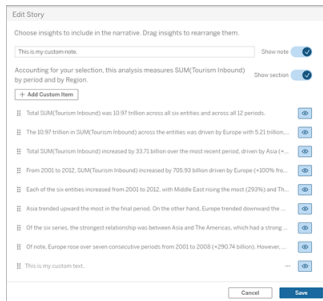 Edit Story
Choose insights to include in the narrative. Drag insights to rearrange them.
This is my custom note.
Show note
Accounting for your selection, this analysis measures SUM(Tourism Inbound)
by period and by Region.
Show section
+ Add Custom Item
Total SUM(Tourism Inbound) was 10.97 trillion across all six entities and across all 12 periods.
The 10.97 trillion in SUM(Tourism Inbound) across the entities was driven by Europe with 5.21 trillion,...
Total SUM(Tourism Inbound) increased by 33.71 billion over the most recent period, driven by Asia (+...
From 2001 to 2012, SUM(Tourism Inbound) increased by 705.93 billion driven by Europe (+100% fro...
Each of the six entities increased from 2001 to 2012, with Middle East rising the most (293%) and Th...
Asia trended upward the most in the final period. On the other hand, Europe trended downward the ...
Of the six series, the strongest relationship was between Asia and The Americas, which had a strong ...
Of note, Europe rose over seven consecutive periods from 2001 to 2008 (+290.74 billion). However, ...
This is my custom text.
Cancel
Save